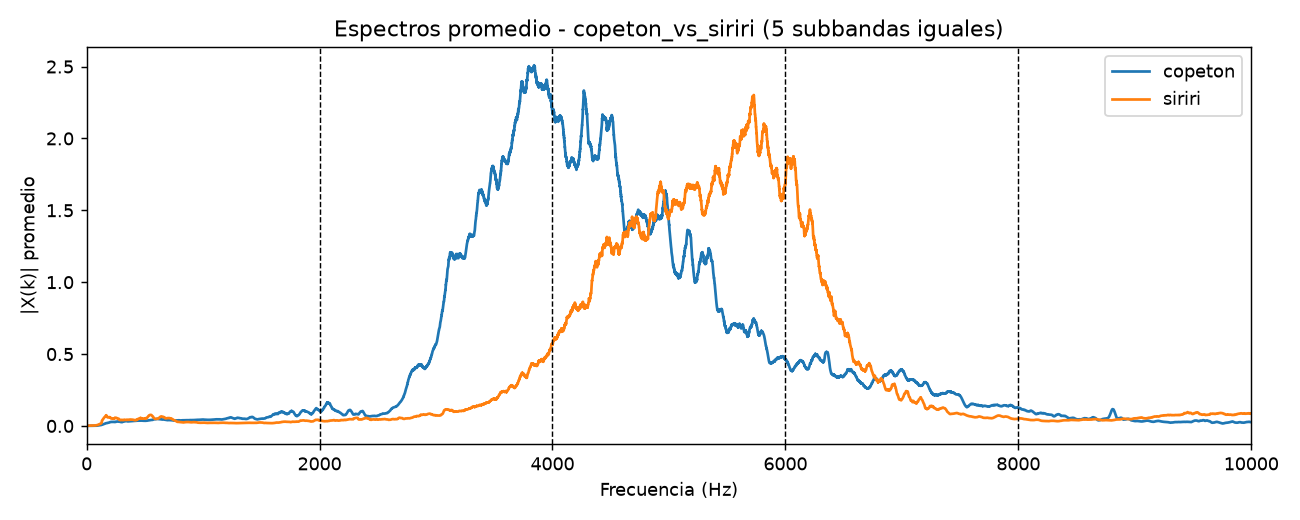 Espectros promedio - copeton_vs_siriri (5 subbandas iguales)
copeton
siriri
|X(k)| promedio
2.5
2.0
1.5
1.0
0.5
0.0
0
2000
4000
6000
8000
10000
Frecuencia (Hz)